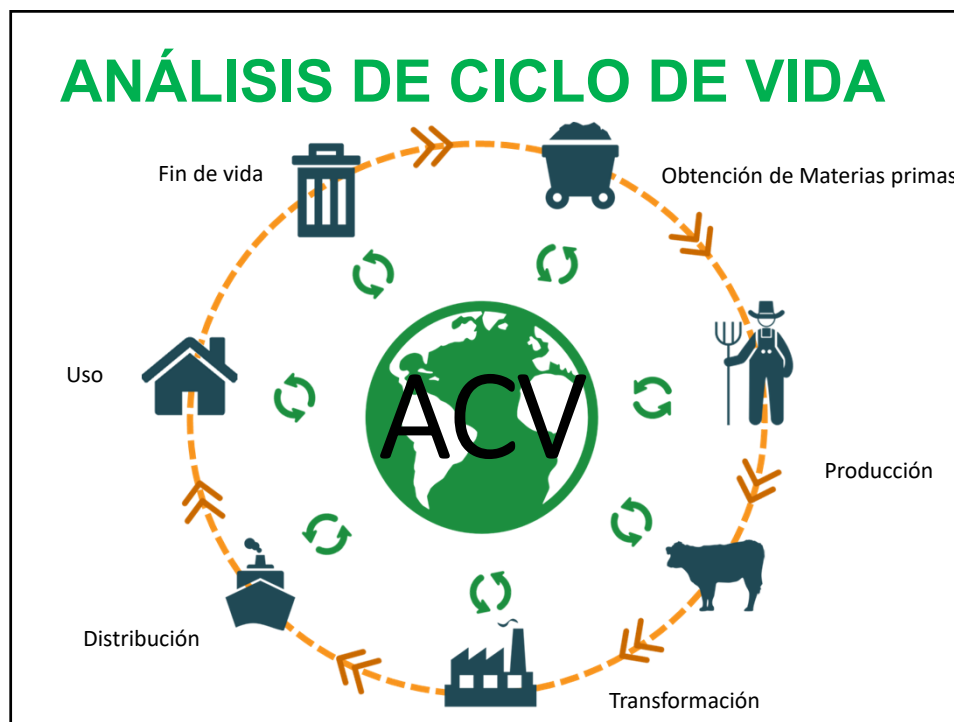 ANÁLISIS DE CICLO DE VIDA
Fin de vida
Obtención de Materias primas
Uso
ACV
Producción
Distribución
Transformación